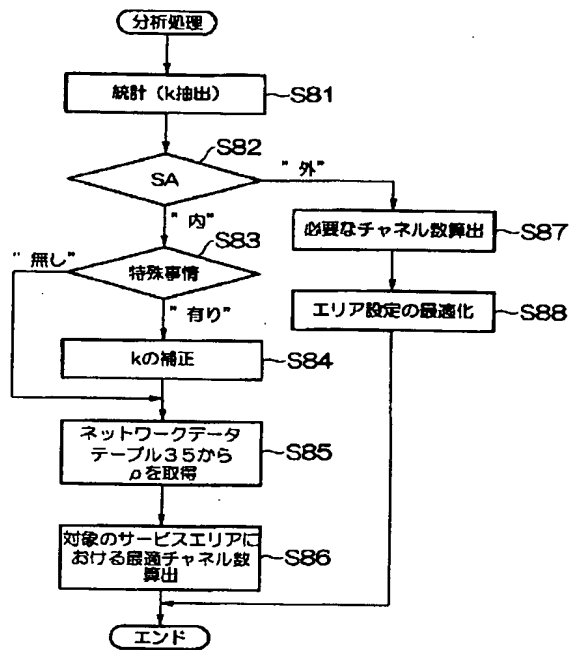 分析処理
統計（k抽出）
S81
S82
SA
"外"
"内"
S83
"無し"
特殊事情
必要なチャネル数算出
S87
"有り"
エリア設定の最適化
S88
kの補正
S84
ネットワークデータ
テーブル35から
ρを取得
S85
対象のサービスエリアに
おける最適チャネル数
算出
S86
エンド